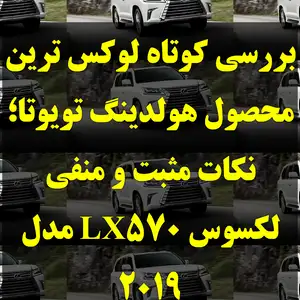 بررسی کوتاه لوکس ترین
محصول هولدینگ تویوتا؛
نکات مثبت و منفی
لکسوس LX۵۷۰ مدل
۲۰۱۹